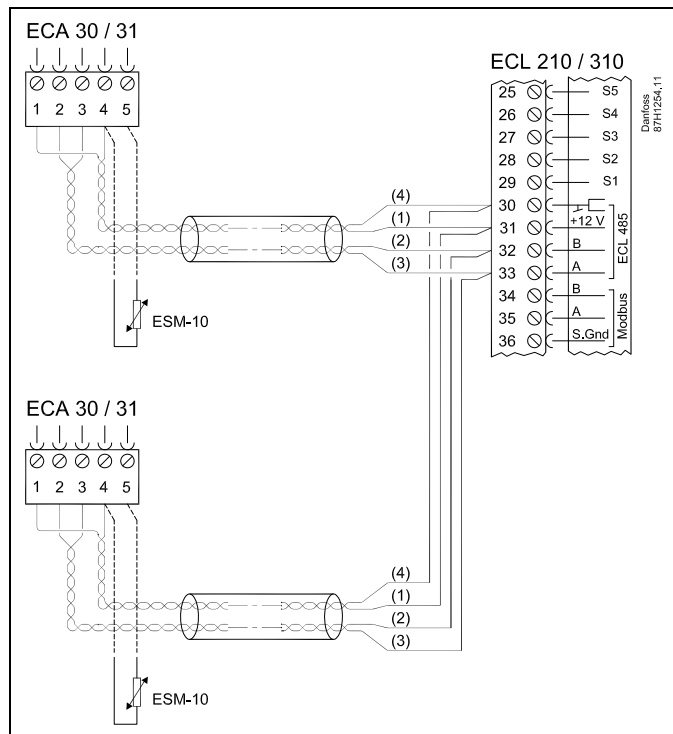 ECA 30 / 31
1 2 3 4 5
ESM-10
(4)
(1)
(2)
(3)
ECL 210 / 310
25 S5
26 S4
27 S3
28 S2
29 S1
30
+12 V
31
32 B
33 A
34 B
35 A
36 S.Gnd
ECL 485
Modbus
Danfoss
87H1254.11
ECA 30 / 31
1 2 3 4 5
ESM-10
(4)
(1)
(2)
(3)